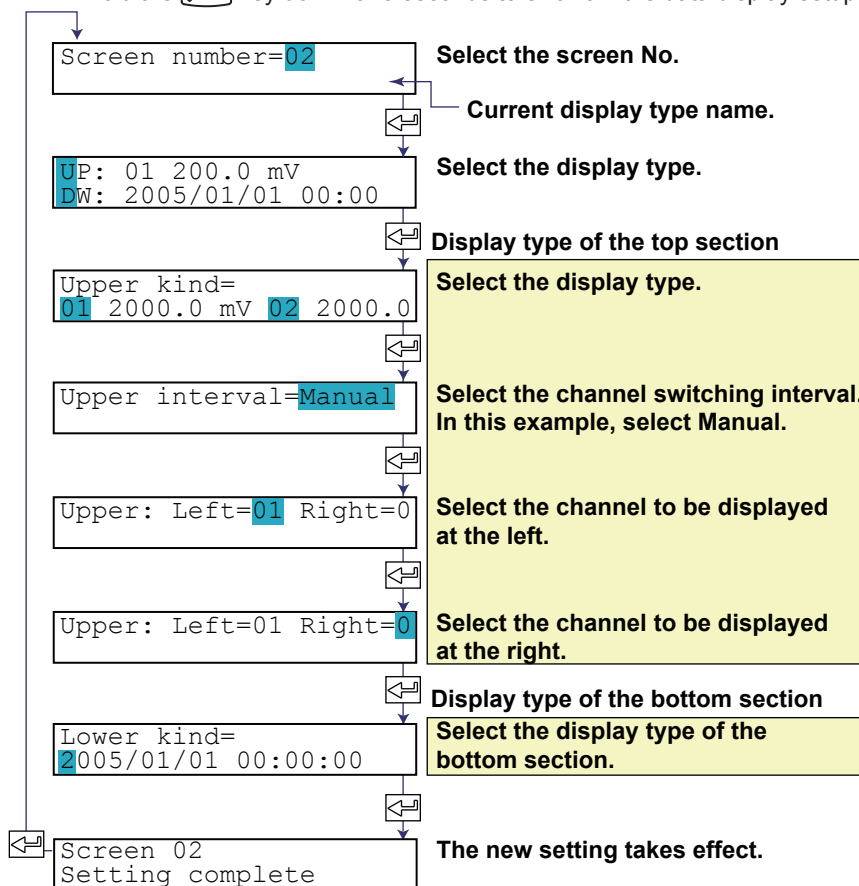 key down seconds to display setup
Screen number=02
Select the screen No.
Current display type name.
UP: 01 200.0 mV
DW: 2005/01/01 00:00
Select the display type.
Display type of the top section
Upper kind=
01 2000.0 mV 02 2000.0
Select the display type.
Upper interval=Manual
Select the channel switching interval.
In this example, select Manual.
Upper: Left=01 Right=0
Select the channel to be displayed
at the left.
Upper: Left=01 Right=0
Select the channel to be displayed
at the right.
Display type of the bottom section
Lower kind=
2005/01/01 00:00:00
Select the display type of the
bottom section.
Screen 02
Setting complete
The new setting takes effect.